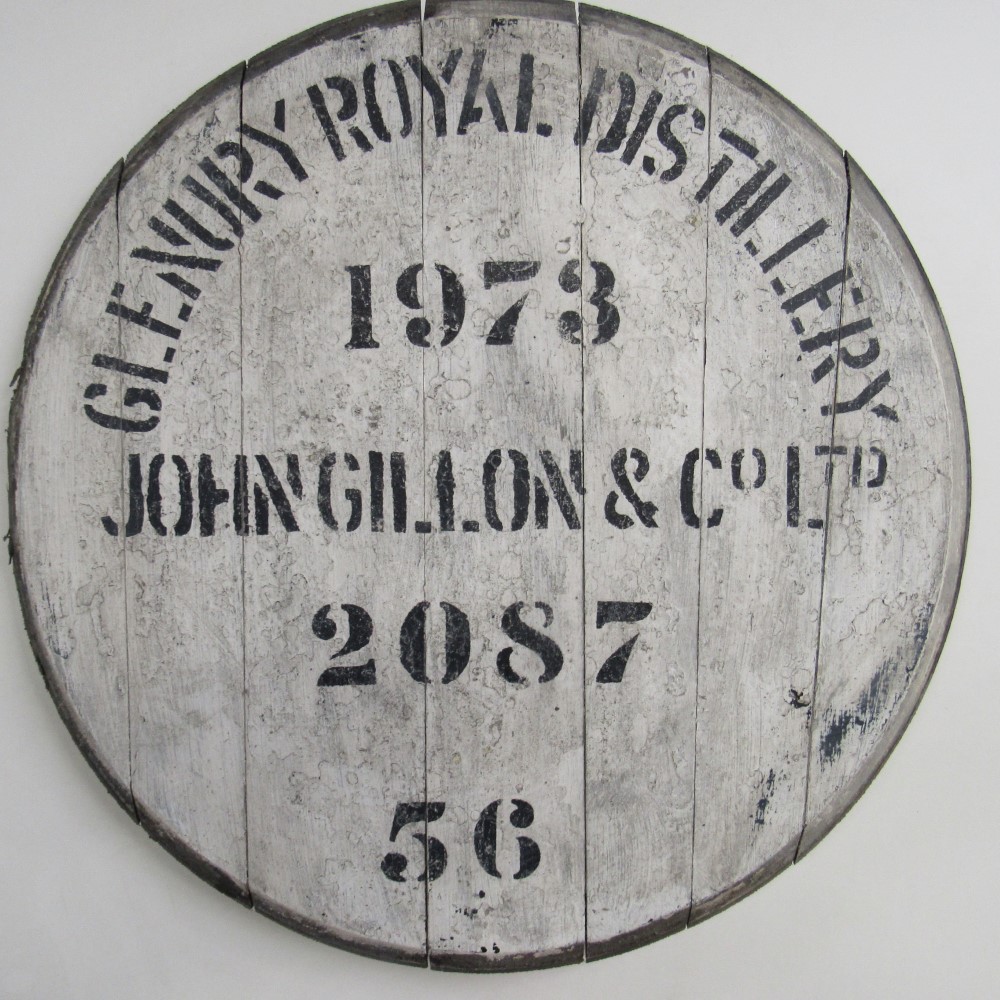 GLENURY ROYAL DISTILLERY
1973
JOHN GILLON & Cº LTD
2087
56